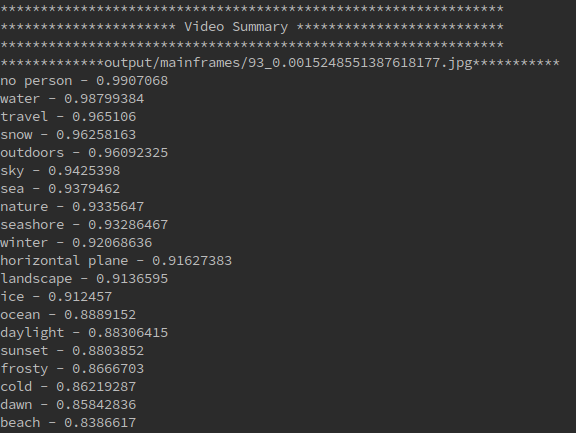 ***************************************************************
********************** Video Summary **************************
***************************************************************
*************output/mainframes/93_0.0015248551387618177.jpg***********
no person - 0.9907068
water - 0.98799384
travel - 0.965106
snow - 0.96258163
outdoors - 0.96092325
sky - 0.9425398
sea - 0.9379462
nature - 0.9335647
seashore - 0.93286467
winter - 0.92068636
horizontal plane - 0.91627383
landscape - 0.9136595
ice - 0.912457
ocean - 0.8889152
daylight - 0.88306415
sunset - 0.8803852
frosty - 0.8666703
cold - 0.86219287
dawn - 0.85842836
beach - 0.8386617